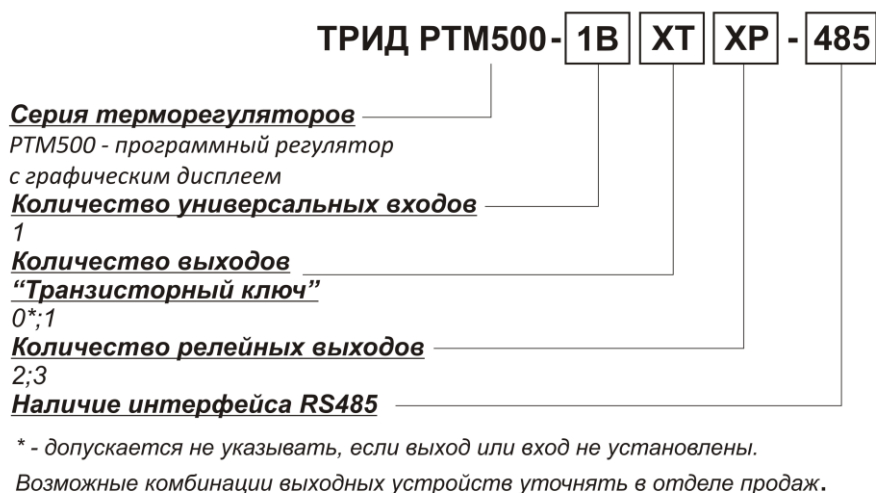 ТРИД РТМ500- 1В ХТ ХР - 485
Серия терморегуляторов
РТМ500 - программный регулятор
с графическим дисплеем
Количество универсальных входов
1
Количество выходов
“Транзисторный ключ”
0*;1
Количество релейных выходов
2;3
Наличие интерфейса RS485
* - допускается не указывать, если выход или вход не установлены.
Возможные комбинации выходных устройств уточнять в отделе продаж.